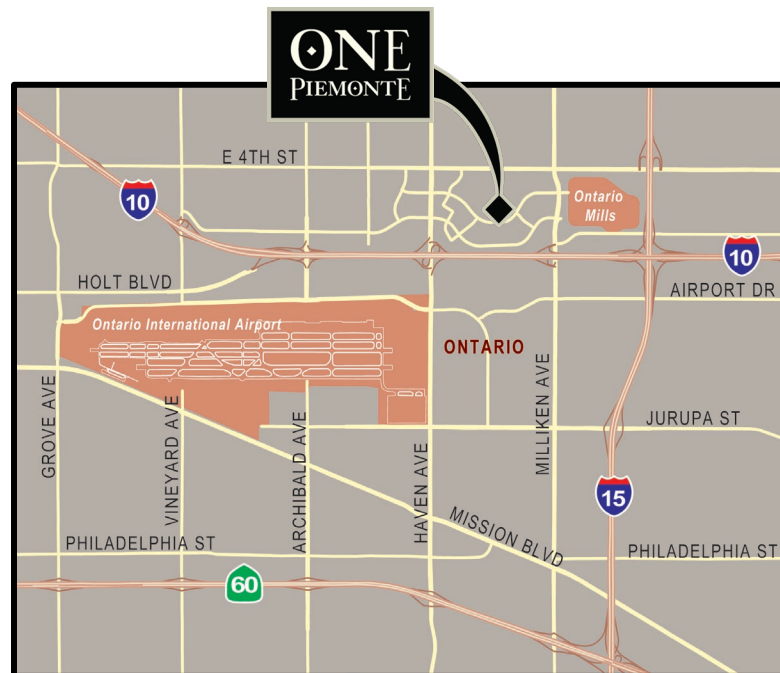 ONE
PIEMONTE
E 4TH ST
10
Ontario
Mills
10
HOLT BLVD
AIRPORT DR
Ontario International Airport
ONTARIO
GROVE AVE
VINEYARD AVE
ARCHIBALD AVE
HAVEN AVE
MILLIKEN AVE
JURUPA ST
15
MISSION BLVD
PHILADELPHIA ST
PHILADELPHIA ST
60